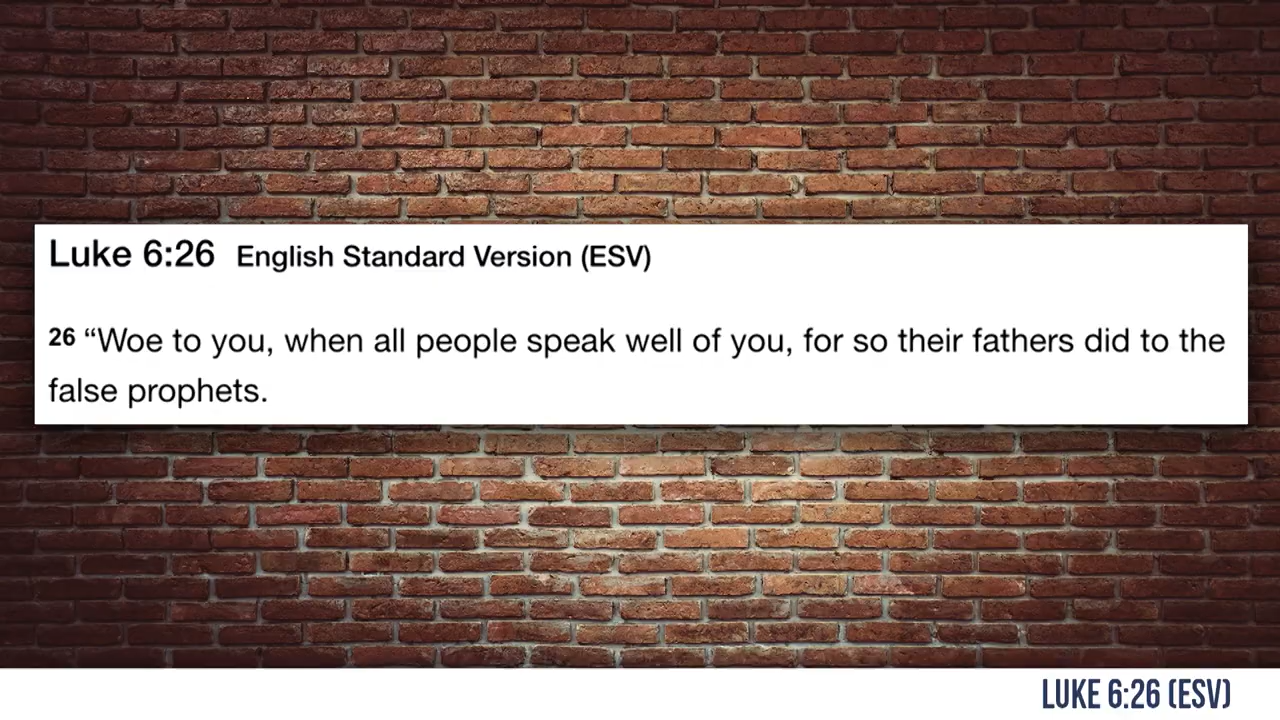 Luke 6:26 English Standard Version (ESV)
26 “Woe to you, when all people speak well of you, for so their fathers did to the
false prophets.
LUKE 6:26 (ESV)